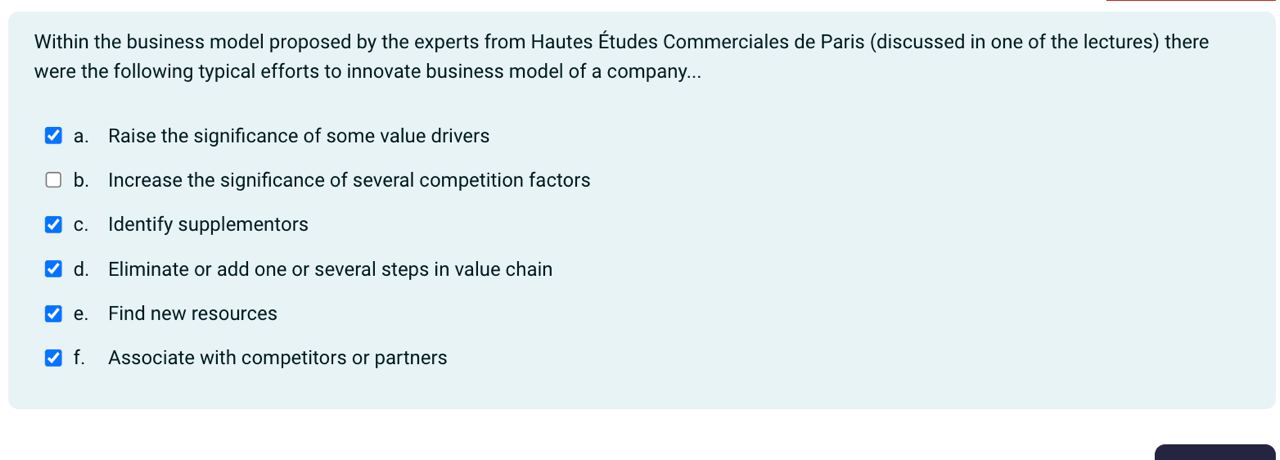 Within the business model proposed by the experts from Hautes Études Commerciales de Paris (discussed in one of the lectures) there
were the following typical efforts to innovate business model of a company...
a. Raise the significance of some value drivers
b. Increase the significance of several competition factors
c. Identify supplementors
d. Eliminate or add one or several steps in value chain
e. Find new resources
f. Associate with competitors or partners